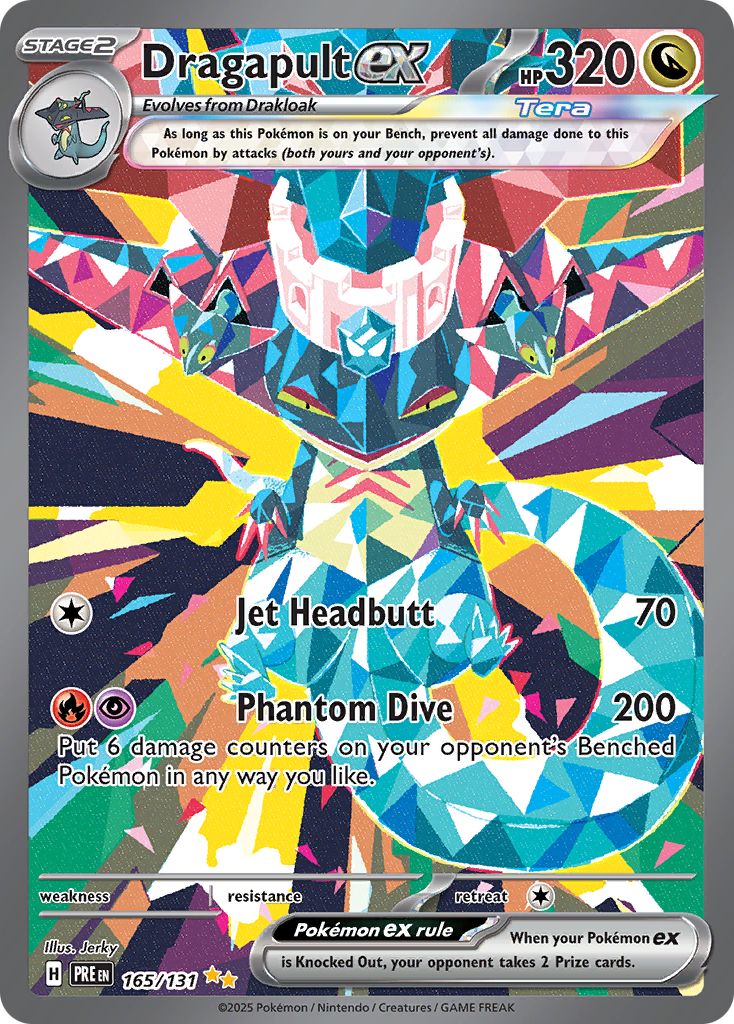 STAGE2
Dragapult ex
HP 320
Evolves from Drakloak
Tera
As long as this Pokémon is on your Bench, prevent all damage done to this
Pokémon by attacks (both yours and your opponent's).
Jet Headbutt 70
Phantom Dive 200
Put 6 damage counters on your opponent's Benched
Pokémon in any way you like.
weakness resistance retreat
Illus. Jerky
Pokémon ex rule When your Pokémon ex
is Knocked Out, your opponent takes 2 Prize cards.
H PRE EN 165/131
©2025 Pokémon / Nintendo / Creatures / GAME FREAK